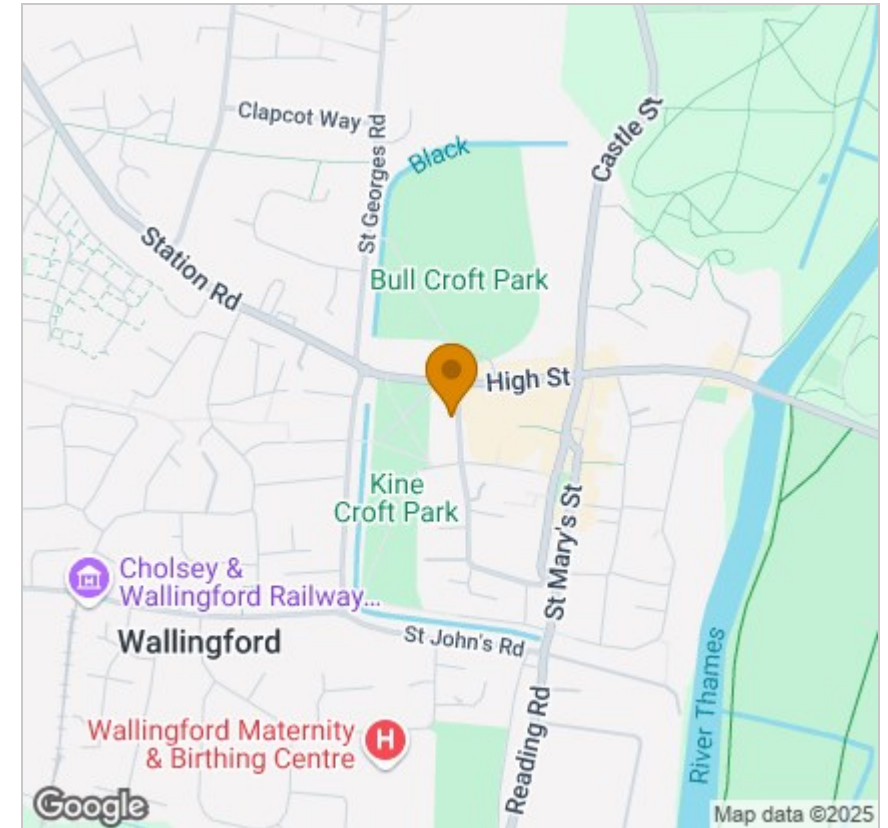 Clapcot Way
St Georges Rd
Black
Castle St
Station Rd
Bull Croft Park
High St
Kine
Croft Park
St Mary's St
Cholsey &
Wallingford Railway...
Wallingford
St John's Rd
Wallingford Maternity
& Birthing Centre
H
Reading Rd
River Thames
Google
Map data ©2025